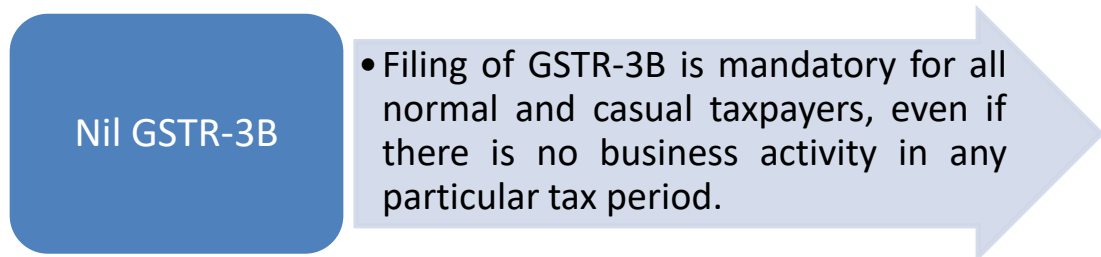 Nil GSTR-3B
•Filing of GSTR-3B is mandatory for all
normal and casual taxpayers, even if
there is no business activity in any
particular tax period.